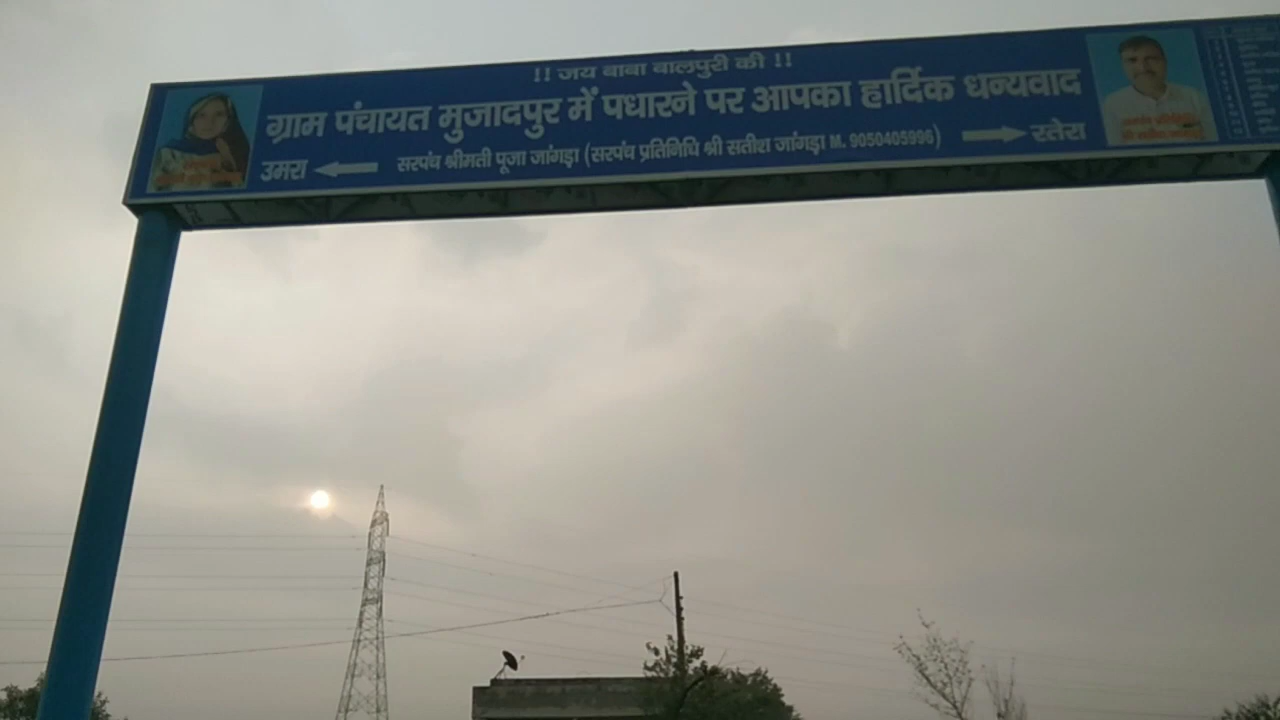 !! जय बाबा बालपुरी की !!
ग्राम पंचायत मुजादपुर में पधारने पर आपका हार्दिक धन्यवाद
उमरा ← सरपंच श्रीमती पूजा जांगड़ा (सरपंच प्रतिनिधि श्री सतीश जांगड़ा M. 9050405996) → रतेरा